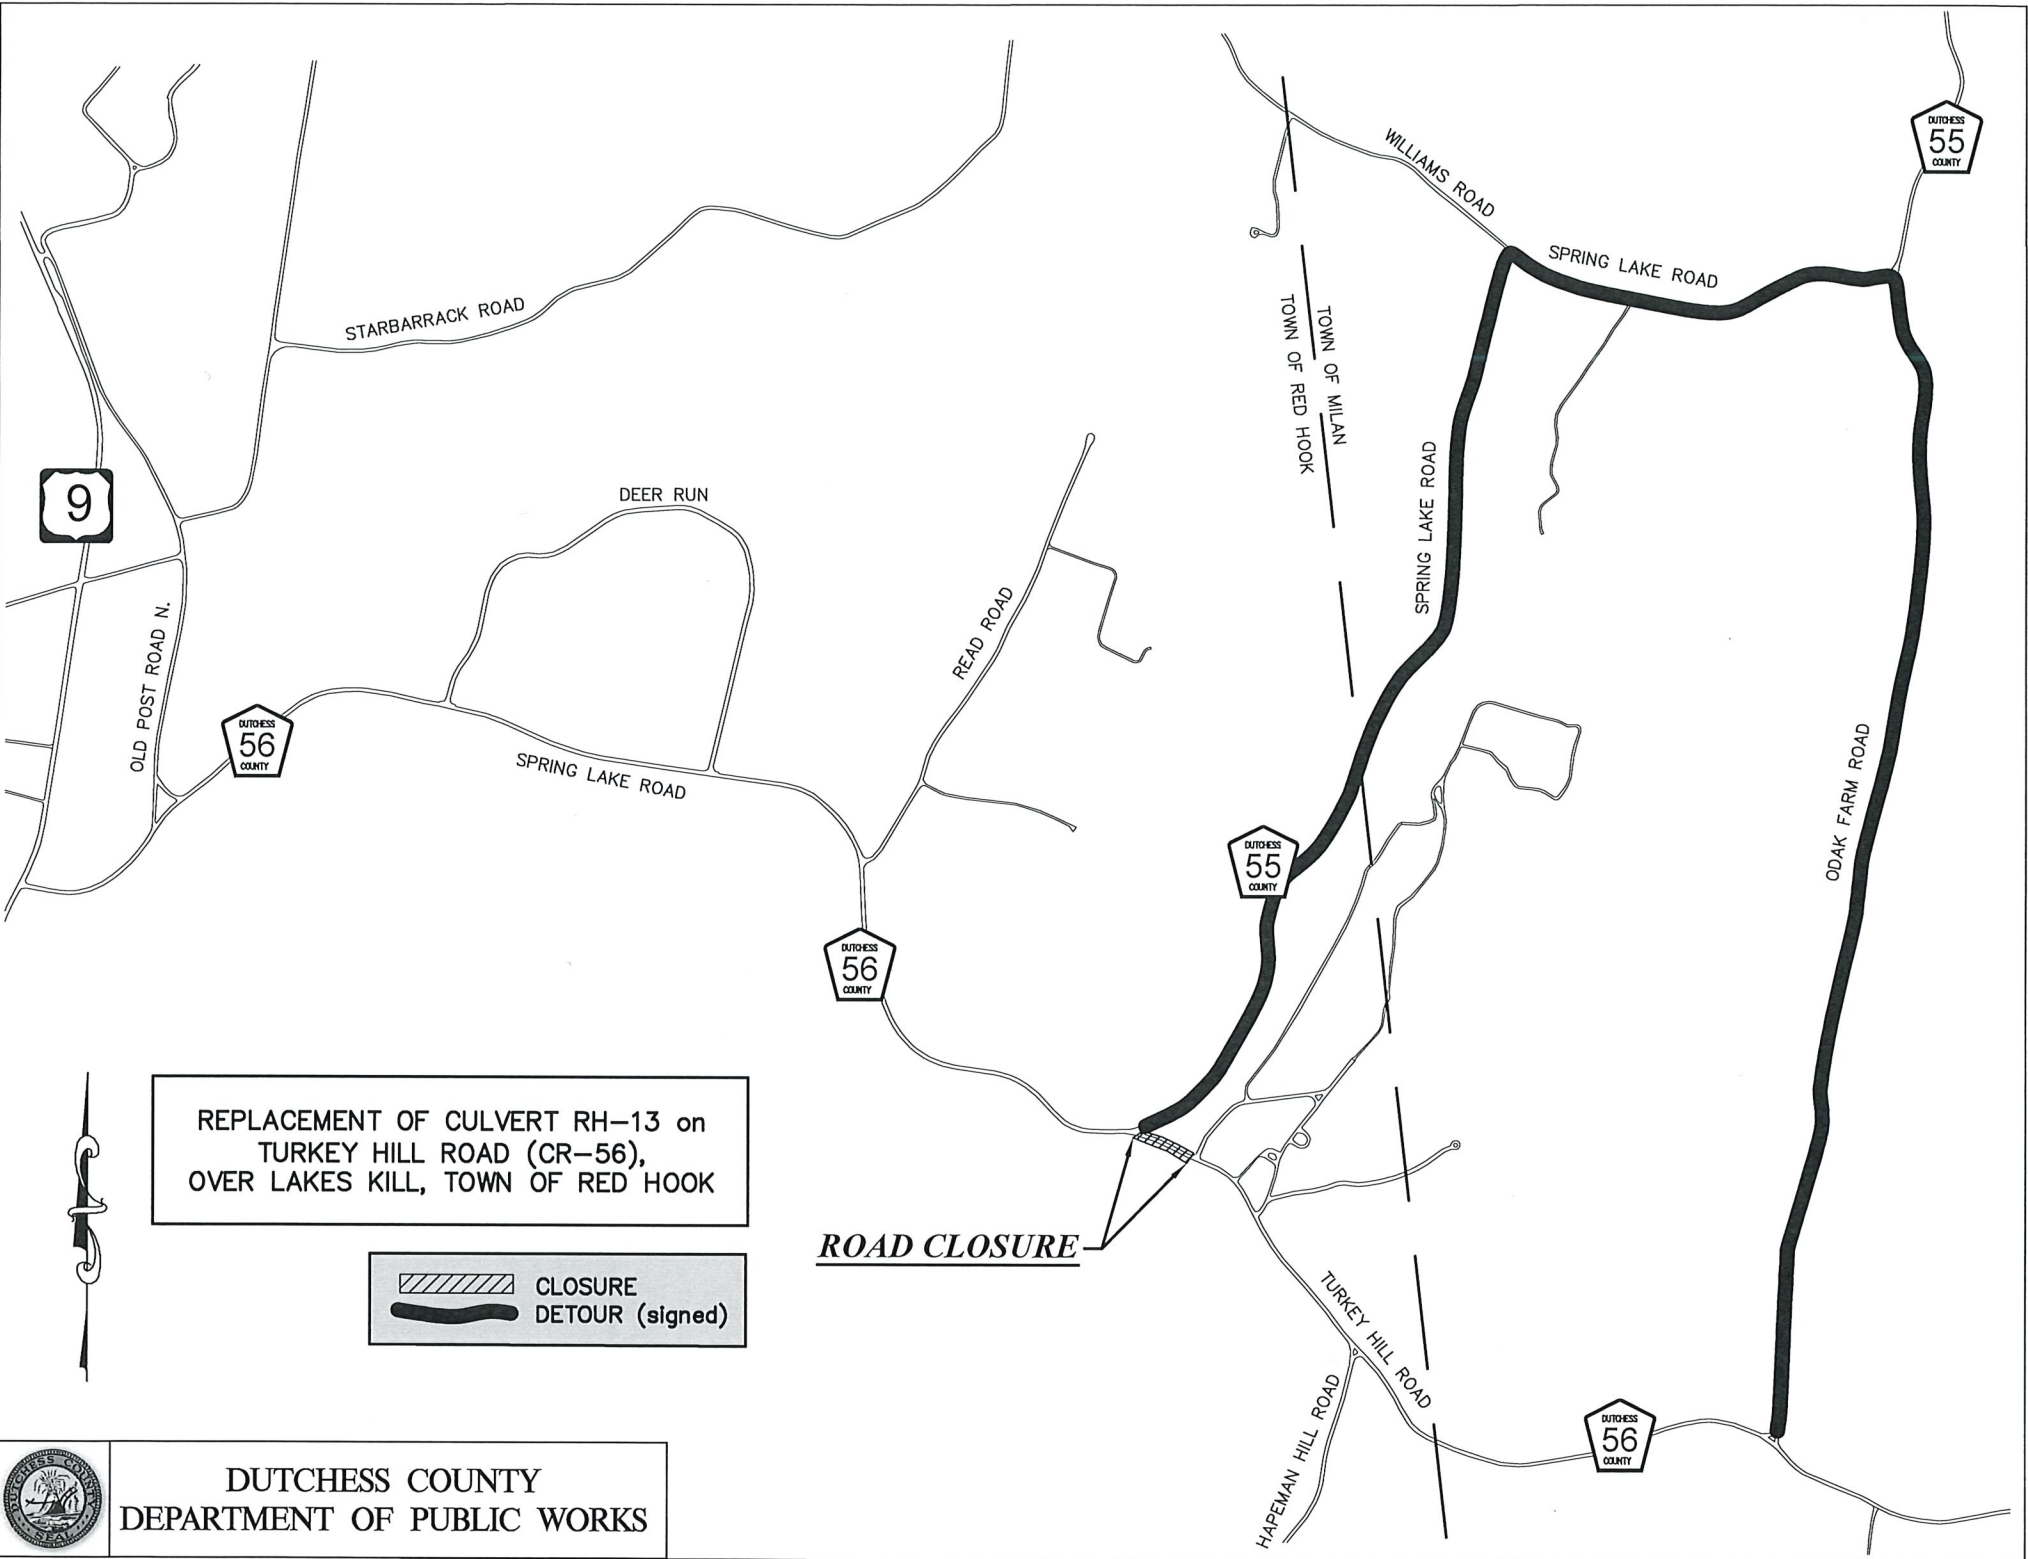 WILLIAMS ROAD
DUTCHESS
55
COUNTY
SPRING LAKE ROAD
STARBARRACK ROAD
TOWN OF MILAN
TOWN OF RED HOOK
9
DEER RUN
SPRING LAKE ROAD
READ ROAD
OLD POST ROAD N.
DUTCHESS
56
COUNTY
SPRING LAKE ROAD
ODAK FARM ROAD
DUTCHESS
55
COUNTY
DUTCHESS
56
COUNTY
REPLACEMENT OF CULVERT RH-13 on
TURKEY HILL ROAD (CR-56),
OVER LAKES KILL, TOWN OF RED HOOK
ROAD CLOSURE
CLOSURE
DETOUR (signed)
TURKEY HILL ROAD
HAPEMAN HILL ROAD
DUTCHESS
56
COUNTY
DUTCHESS COUNTY
SEAL
DUTCHESS COUNTY
DEPARTMENT OF PUBLIC WORKS